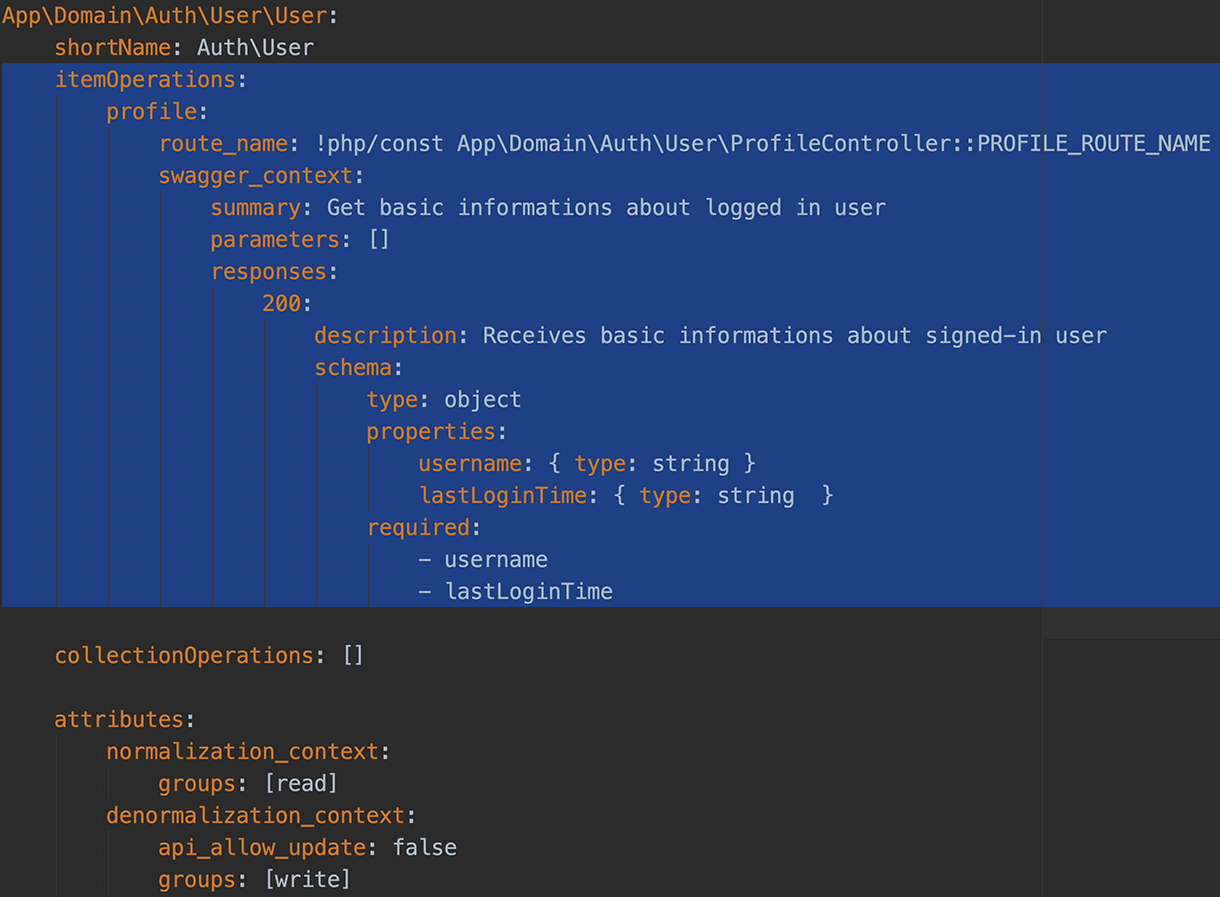 App\Domain\Auth\User\User:
shortName: Auth\User
itemOperations:
profile:
route_name: !php/const App\Domain\Auth\User\ProfileController::PROFILE_ROUTE_NAME
swagger_context:
summary: Get basic informations about logged in user
parameters: []
responses:
200:
description: Receives basic informations about signed-in user
schema:
type: object
properties:
username: { type: string }
lastLoginTime: { type: string  }
required:
- username
- lastLoginTime
collectionOperations: []
attributes:
normalization_context:
groups: [read]
denormalization_context:
api_allow_update: false
groups: [write]